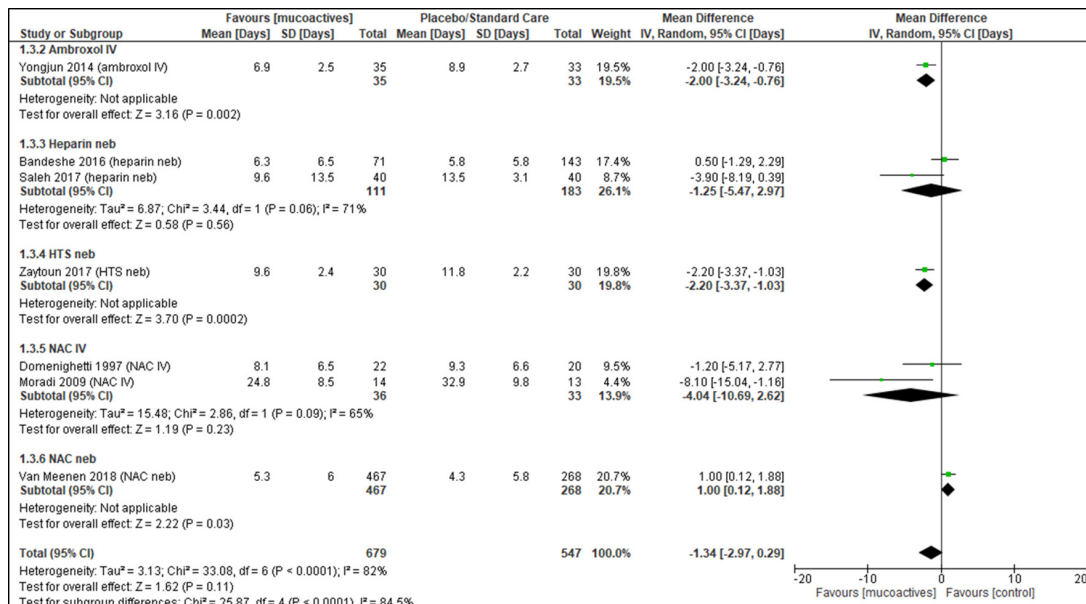 Favours [mucoactives] Placebo/Standard Care Mean Difference Mean Difference
Study or Subgroup Mean [Days] SD [Days] Total Mean [Days] SD [Days] Total Weight IV, Random, 95% CI [Days] IV, Random, 95% CI [Days]
1.3.2 Ambroxol IV
Yongjun 2014 (ambroxol IV) 6.9 2.5 35 8.9 2.7 33 19.5% -2.00 [-3.24, -0.76]
Subtotal (95% CI) 35 33 19.5% -2.00 [-3.24, -0.76]
Heterogeneity: Not applicable
Test for overall effect: Z = 3.16 (P = 0.002)
1.3.3 Heparin neb
Bandeshe 2016 (heparin neb) 6.3 6.5 71 5.8 5.8 143 17.4% 0.50 [-1.29, 2.29]
Saleh 2017 (heparin neb) 9.6 13.5 40 13.5 3.1 40 8.7% -3.90 [-8.19, 0.39]
Subtotal (95% CI) 111 183 26.1% -1.25 [-5.47, 2.97]
Heterogeneity: Tau² = 6.87; Chi² = 3.44, df = 1 (P = 0.06); I² = 71%
Test for overall effect: Z = 0.58 (P = 0.56)
1.3.4 HTS neb
Zaytoun 2017 (HTS neb) 9.6 2.4 30 11.8 2.2 30 19.8% -2.20 [-3.37, -1.03]
Subtotal (95% CI) 30 30 19.8% -2.20 [-3.37, -1.03]
Heterogeneity: Not applicable
Test for overall effect: Z = 3.70 (P = 0.0002)
1.3.5 NAC IV
Domenighetti 1997 (NAC IV) 8.1 6.5 22 9.3 6.6 20 9.5% -1.20 [-5.17, 2.77]
Moradi 2009 (NAC IV) 24.8 8.5 14 32.9 9.8 13 4.4% -8.10 [-15.04, -1.16]
Subtotal (95% CI) 36 33 13.9% -4.04 [-10.69, 2.62]
Heterogeneity: Tau² = 15.48; Chi² = 2.86, df = 1 (P = 0.09); I² = 65%
Test for overall effect: Z = 1.19 (P = 0.23)
1.3.6 NAC neb
Van Meenen 2018 (NAC neb) 5.3 6 467 4.3 5.8 268 20.7% 1.00 [0.12, 1.88]
Subtotal (95% CI) 467 268 20.7% 1.00 [0.12, 1.88]
Heterogeneity: Not applicable
Test for overall effect: Z = 2.22 (P = 0.03)
Total (95% CI) 679 547 100.0% -1.34 [-2.97, 0.29]
Heterogeneity: Tau² = 3.13; Chi² = 33.08, df = 6 (P < 0.0001); I² = 82%
Test for overall effect: Z = 1.62 (P = 0.11)
Test for subgroup differences: Chi² = 25.87, df = 4 (P < 0.0001), I² = 84.5%
-20 -10 0 10 20
Favours [mucoactives] Favours [control]